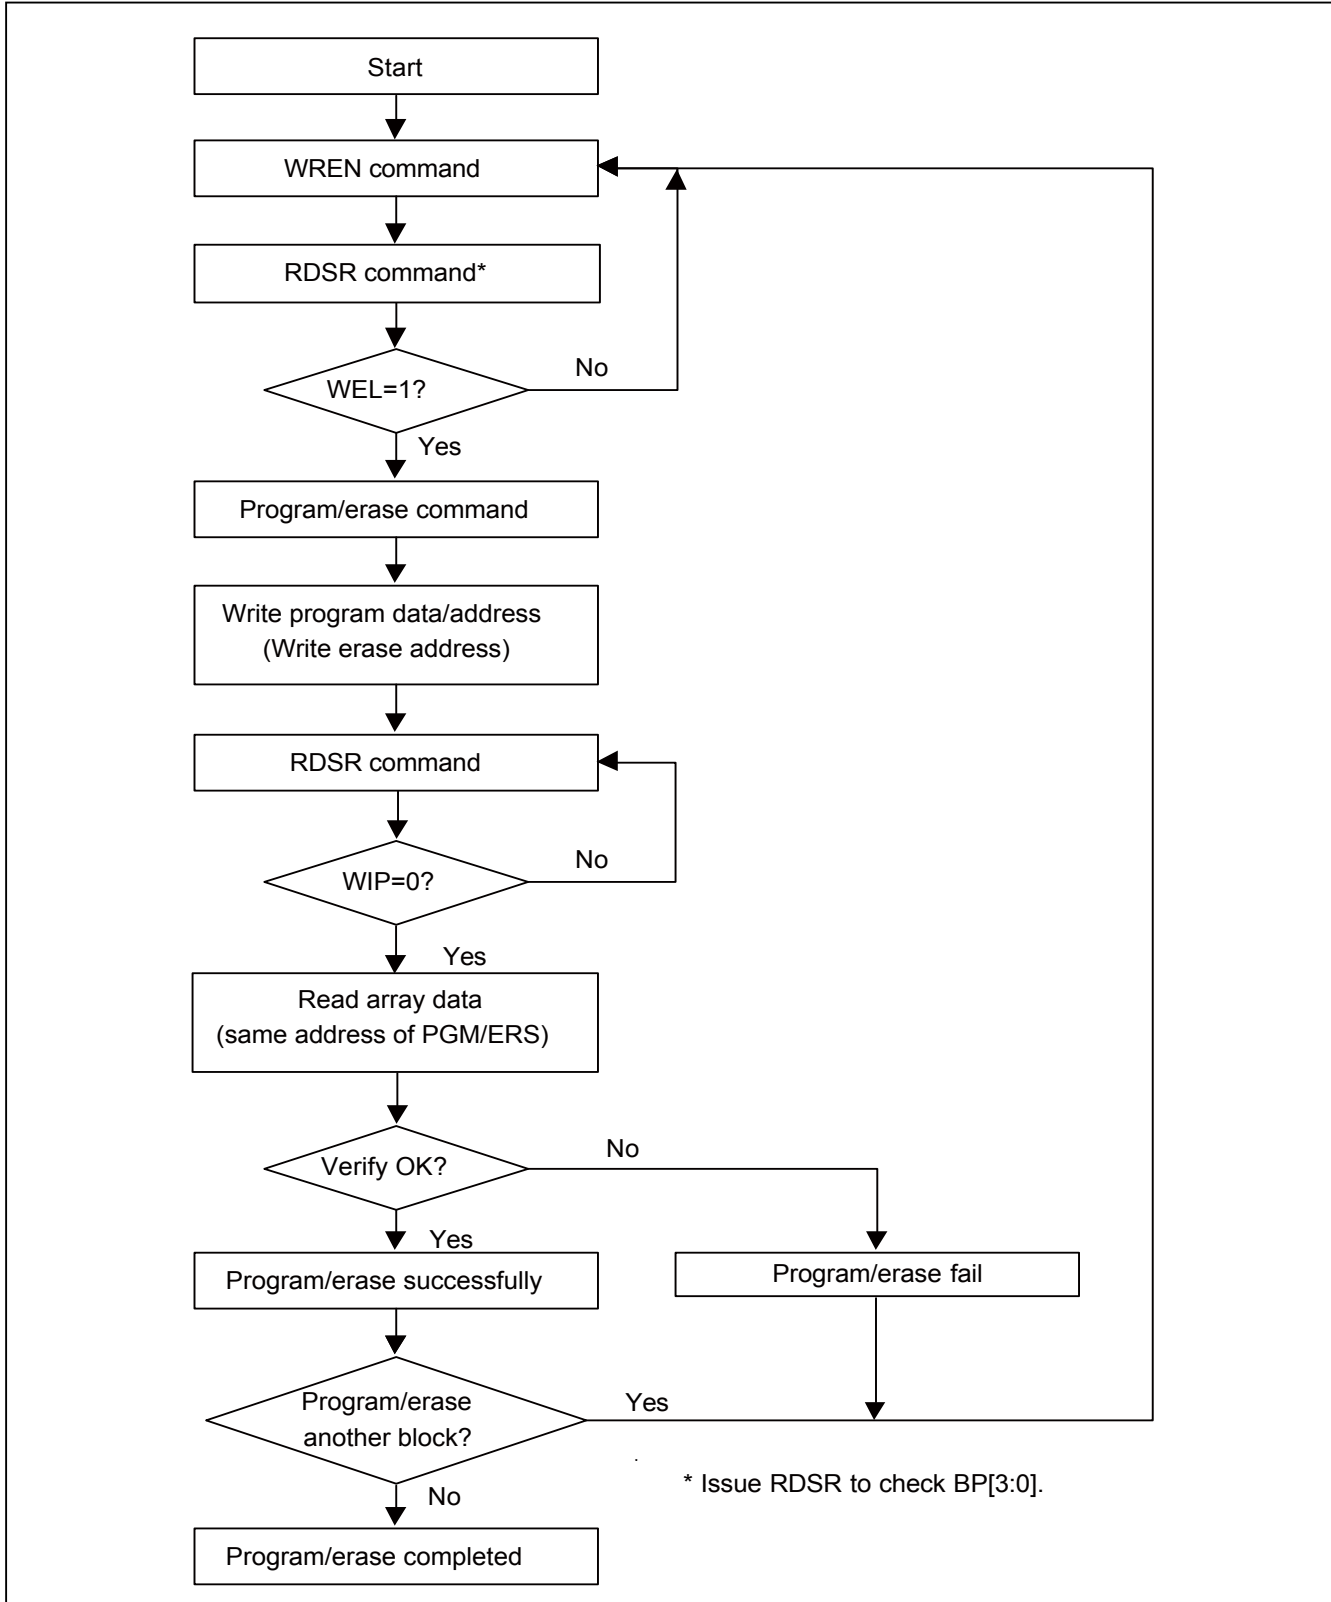 Start
WREN command
RDSR command*
WEL=1?
No
Yes
Program/erase command
Write program data/address
(Write erase address)
RDSR command
WIP=0?
No
Yes
Read array data
(same address of PGM/ERS)
Verify OK?
No
Yes
Program/erase successfully
Program/erase fail
Program/erase
another block?
Yes
* Issue RDSR to check BP[3:0].
No
Program/erase completed